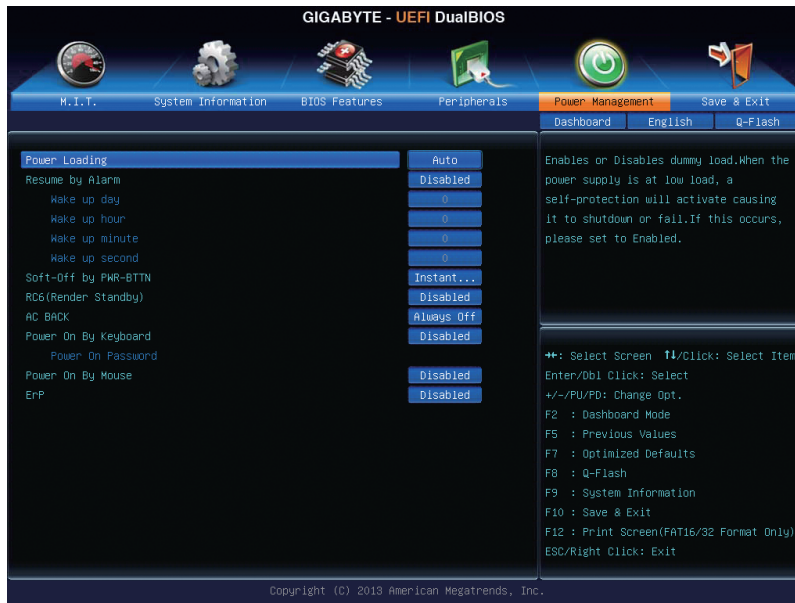 GIGABYTE - UEFI DualBIOS
M.I.T. System Information BIOS Features Peripherals Power Management Save & Exit
Dashboard English Q-Flash
Power Loading Auto
Resume by Alarm Disabled
Wake up day 0
Wake up hour 0
Wake up minute 0
Wake up second 0
Soft-Off by PWR-BTTN Instant...
RC6(Render Standby) Disabled
AC BACK Always Off
Power On By Keyboard Disabled
Power On Password
Power On By Mouse Disabled
ErP Disabled
Enables or Disables dummy load.When the
power supply is at low load, a
self-protection will activate causing
it to shutdown or fail.If this occurs,
please set to Enabled.
→←: Select Screen ↑↓/Click: Select Item
Enter/Dbl Click: Select
+/-/PU/PD: Change Opt.
F2 : Dashboard Mode
F5 : Previous Values
F7 : Optimized Defaults
F8 : Q-Flash
F9 : System Information
F10 : Save & Exit
F12 : Print Screen(FAT16/32 Format Only)
ESC/Right Click: Exit
Copyright (C) 2013 American Megatrends, Inc.